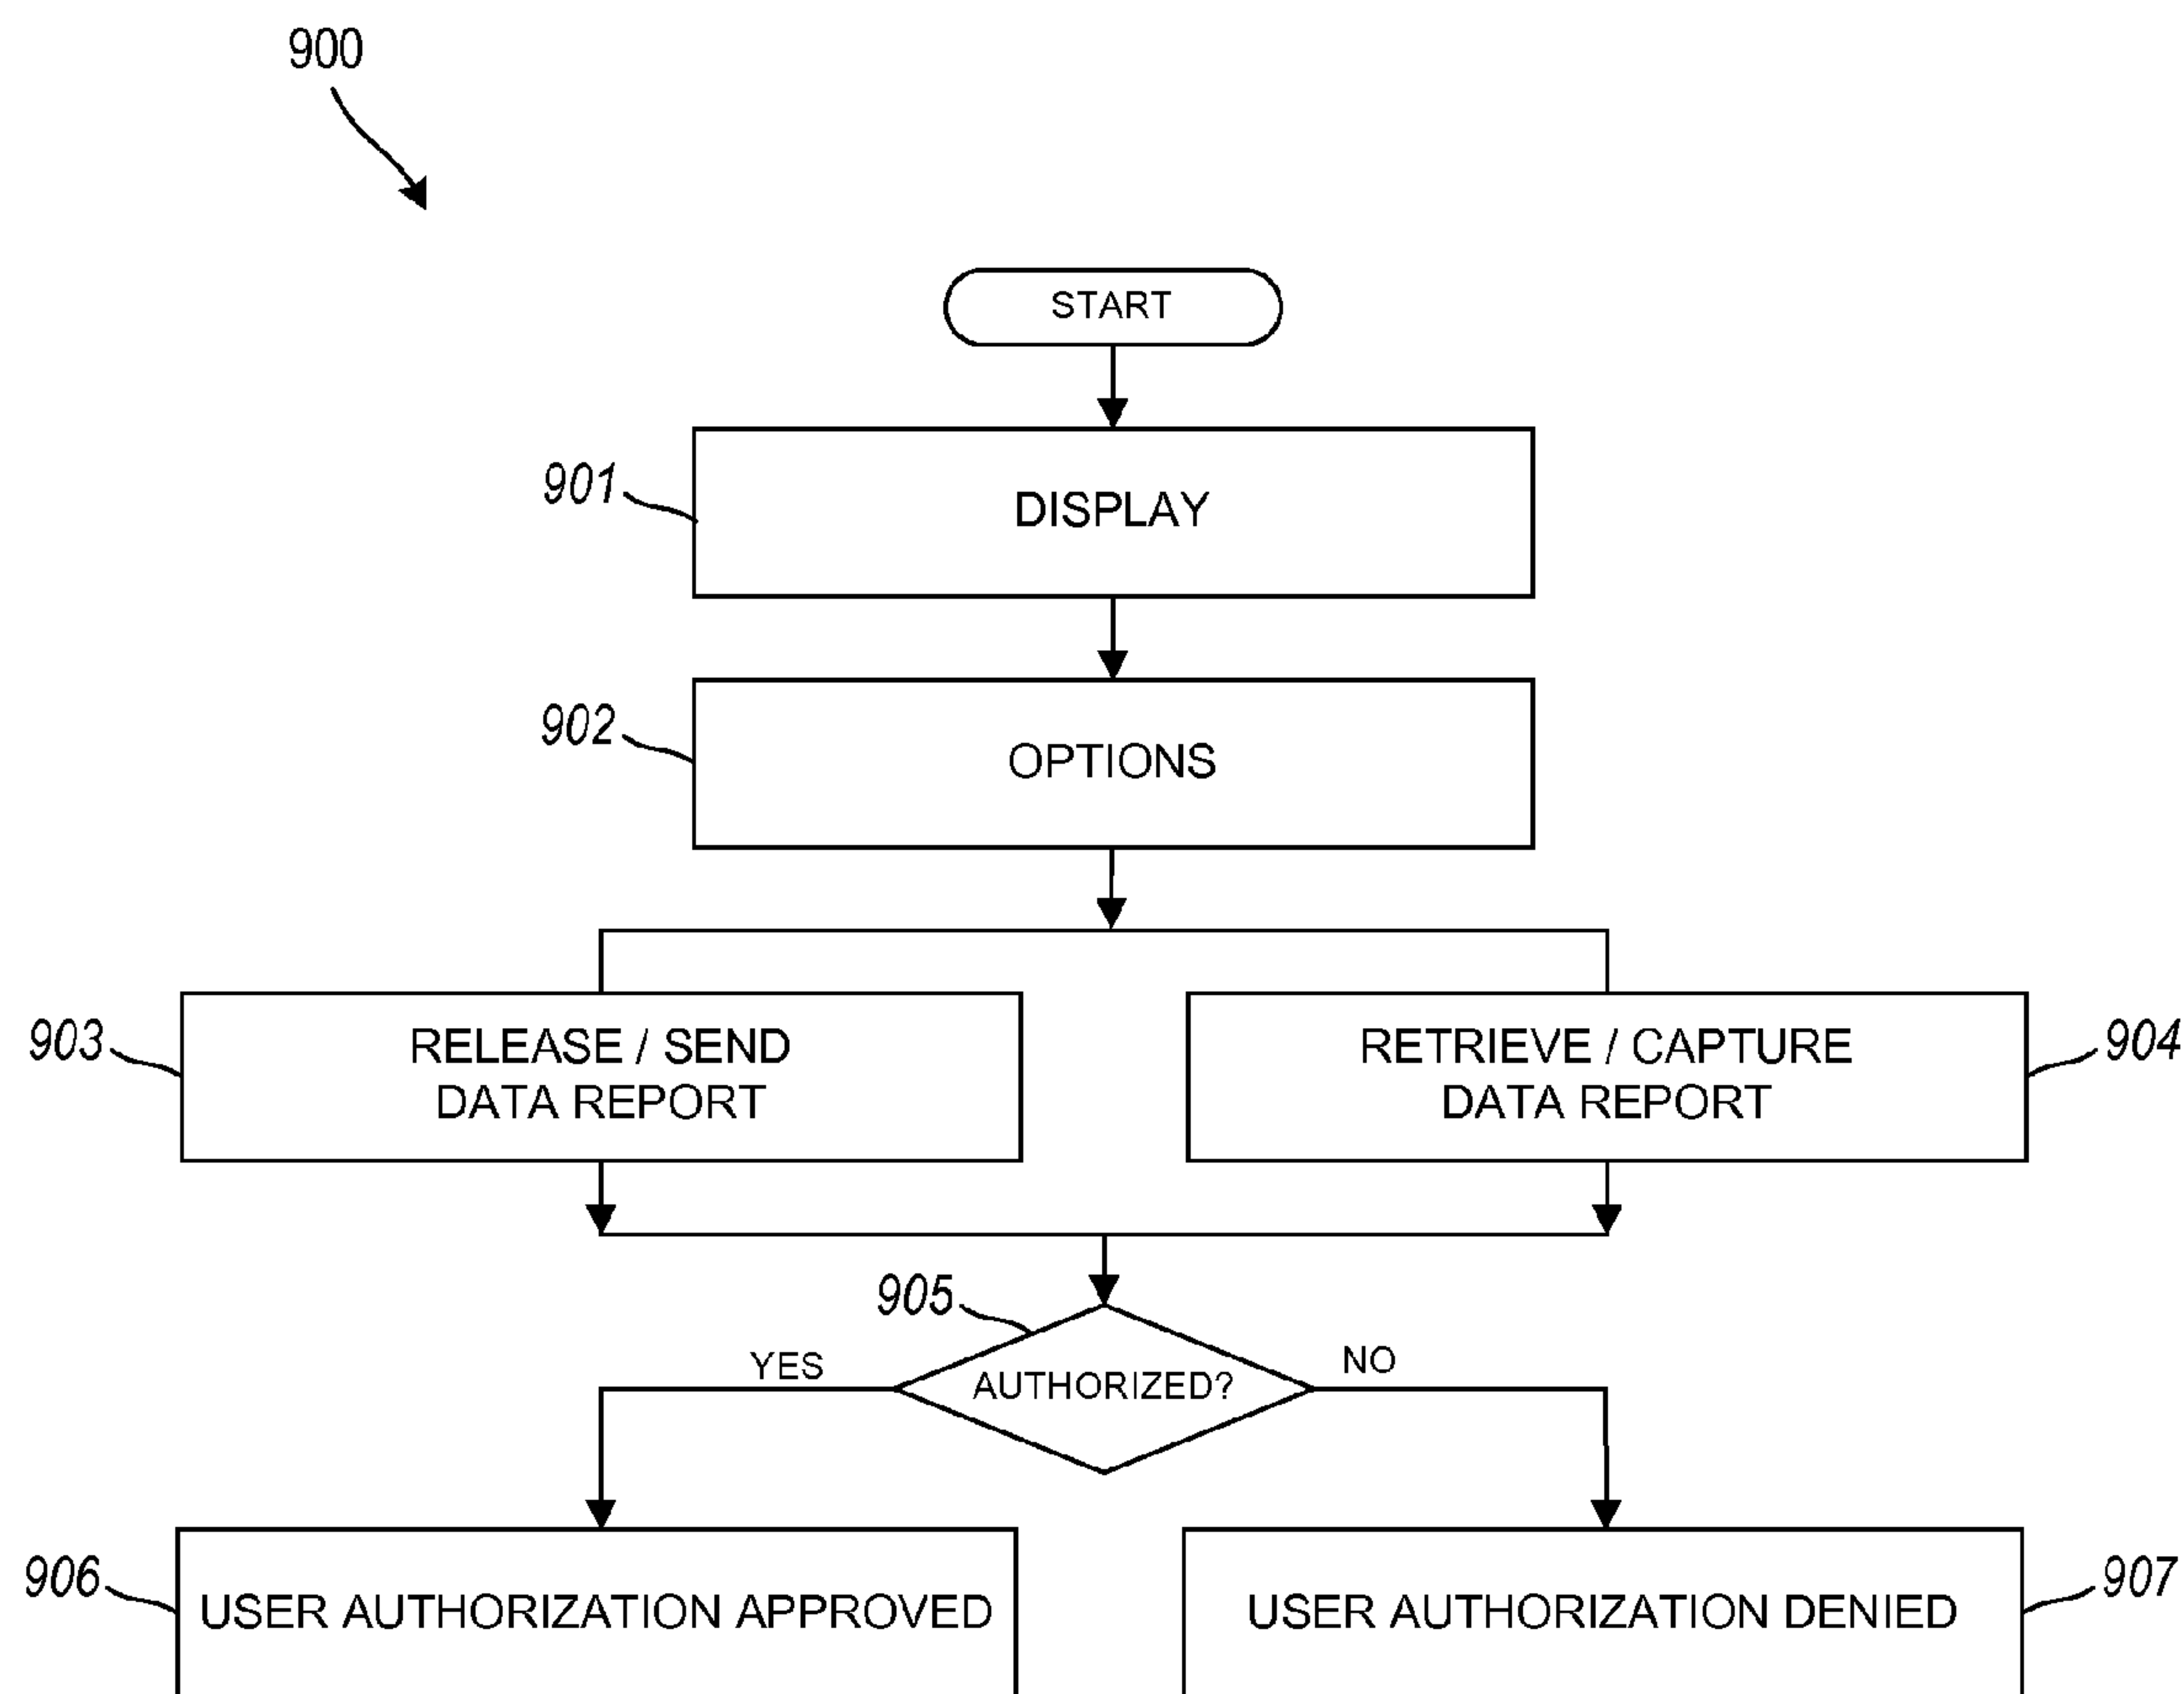 900
START
901
DISPLAY
902
OPTIONS
903
RELEASE / SEND
DATA REPORT
RETRIEVE / CAPTURE
DATA REPORT
904
905
YES
AUTHORIZED?
NO
906
USER AUTHORIZATION APPROVED
USER AUTHORIZATION DENIED
907